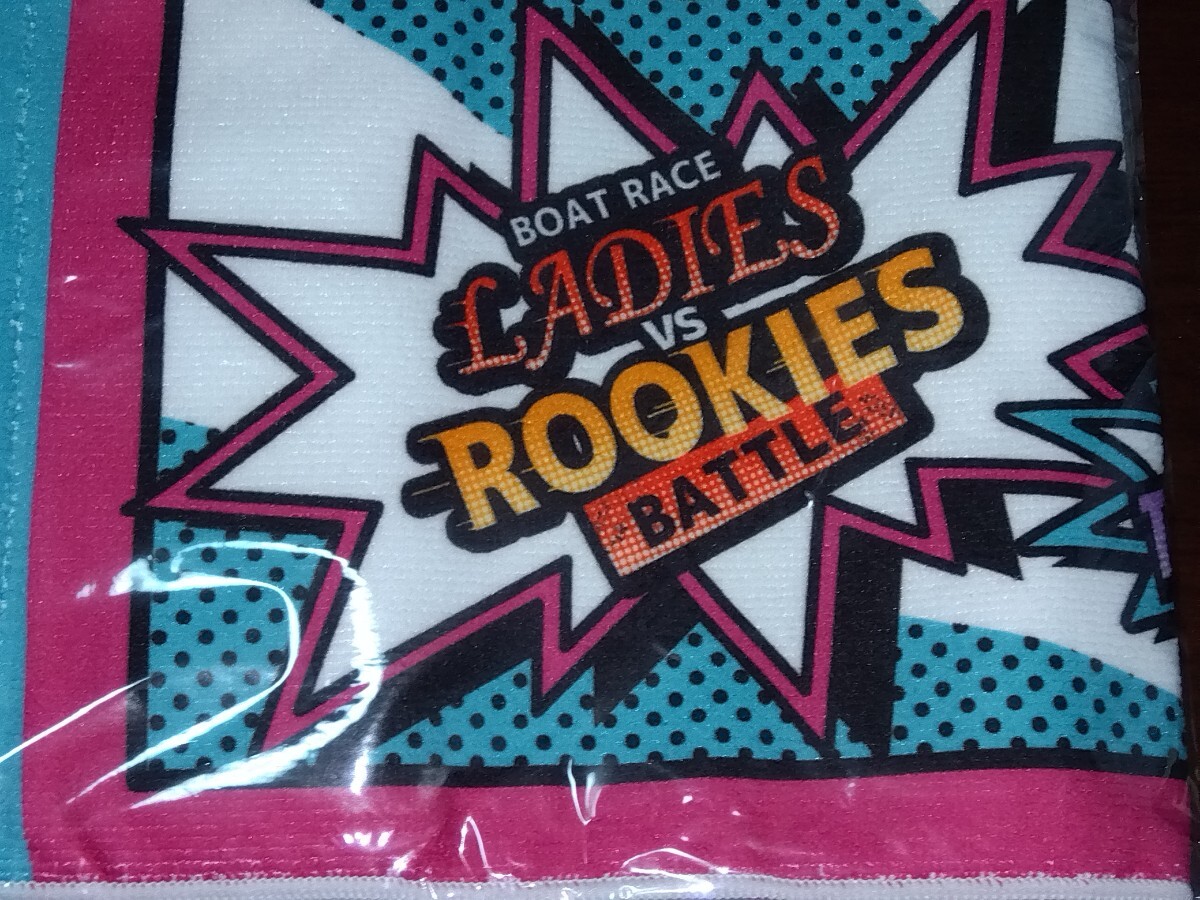 BOAT RACE
LADIES
VS
ROOKIES
BATTLE